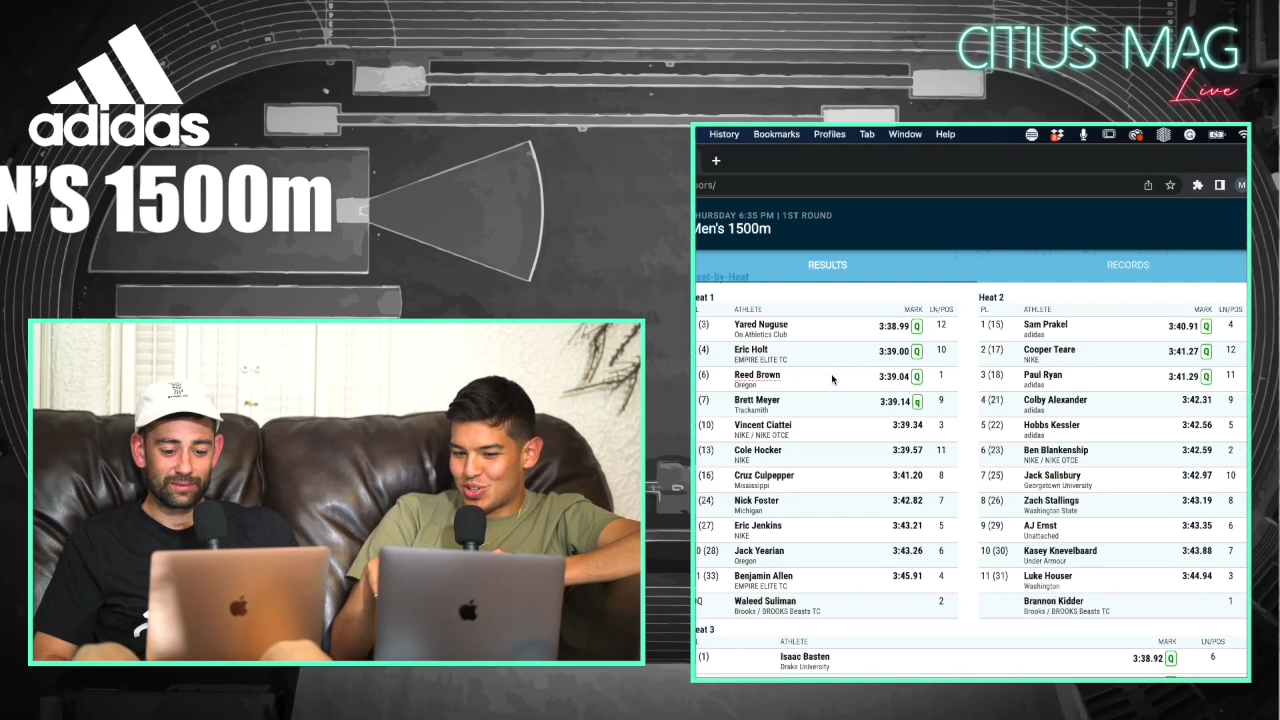 adidas
N'S 1500m
CITIUS MAG
Live
History Bookmarks Profiles Tab Window Help
THURSDAY 6:35 PM | 1ST ROUND
Men's 1500m
RESULTS RECORDS
eat-by-Heat
eat 1
ATHLETE MARK LN/POS
(3) Yared Nuguse 3:38.99 Q 12
On Athletics Club
(4) Eric Holt 3:39.00 Q 10
EMPIRE ELITE TC
(6) Reed Brown 3:39.04 Q 1
Oregon
(7) Brett Meyer 3:39.14 q 9
Tracksmith
(10) Vincent Ciattei 3:39.34 3
NIKE / NIKE OTCE
(13) Cole Hocker 3:39.57 11
NIKE
(16) Cruz Culpepper 3:41.20 8
Mississippi
(24) Nick Foster 3:42.82 7
Michigan
(27) Eric Jenkins 3:43.21 5
NIKE
0 (28) Jack Yearian 3:43.26 6
Oregon
1 (33) Benjamin Allen 3:45.91 4
EMPIRE ELITE TC
Waleed Suliman 2
Brooks / BROOKS Beasts TC
Heat 2
PL ATHLETE MARK LN/POS
1 (15) Sam Prakel 3:40.91 Q 4
adidas
2 (17) Cooper Teare 3:41.27 Q 12
NIKE
3 (18) Paul Ryan 3:41.29 Q 11
adidas
4 (21) Colby Alexander 3:42.31 9
adidas
5 (22) Hobbs Kessler 3:42.56 5
adidas
6 (23) Ben Blankenship 3:42.59 2
NIKE / NIKE OTCE
7 (25) Jack Salisbury 3:42.97 10
Georgetown University
8 (26) Zach Stallings 3:43.19 8
Washington State
9 (29) AJ Ernst 3:43.35 6
Unattached
10 (30) Kasey Knevelbaard 3:43.88 7
Under Armour
11 (31) Luke Houser 3:44.94 3
Washington
Brannon Kidder 1
Brooks / BROOKS Beasts TC
eat 3
ATHLETE MARK LN/POS
(1) Isaac Basten 3:38.92 Q 6
Drake University